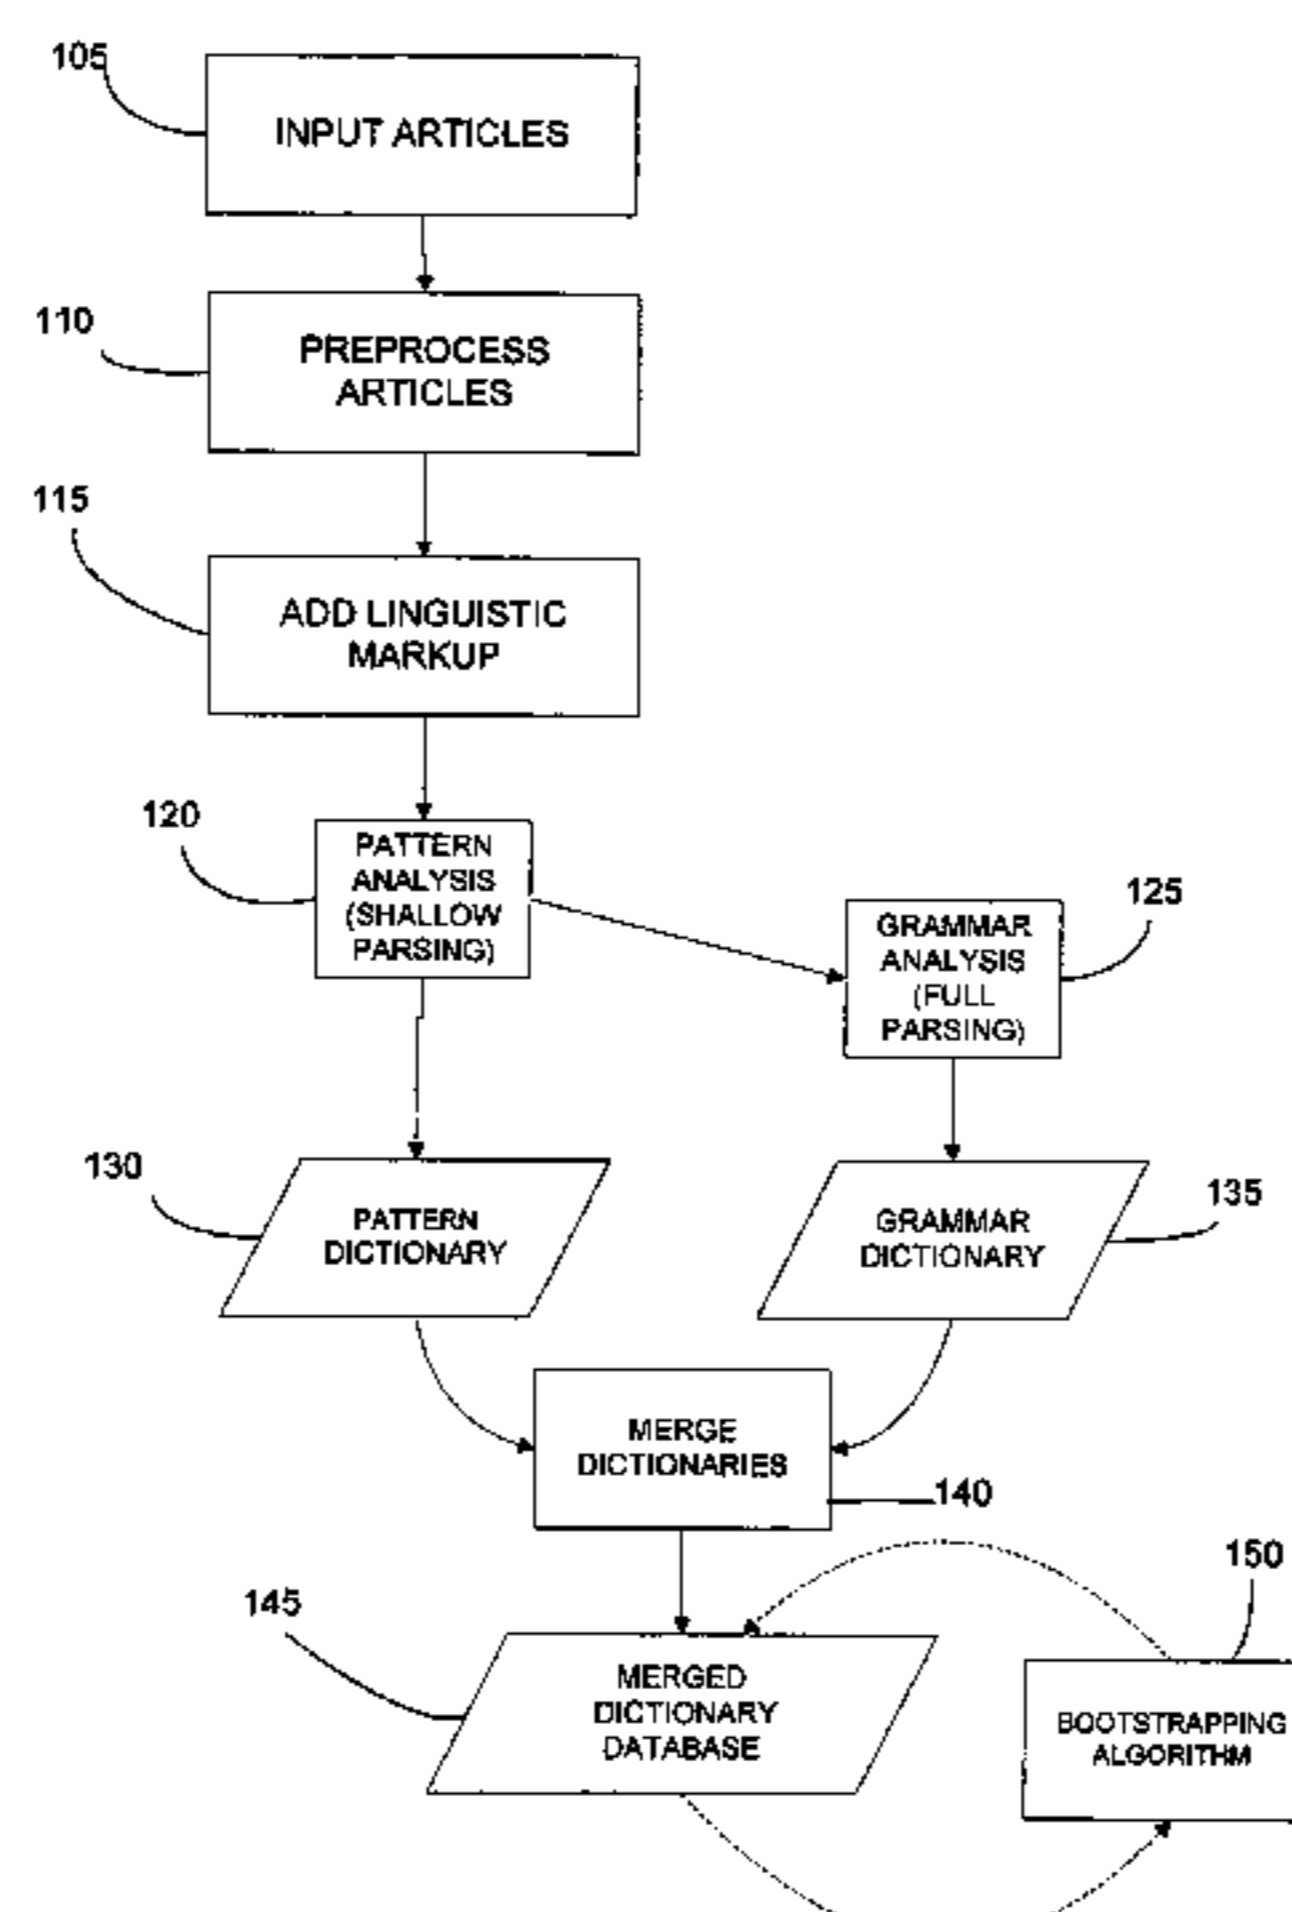 105
INPUT ARTICLES
110
PREPROCESS
ARTICLES
115
ADD LINGUISTIC
MARKUP
120
PATTERN
ANALYSIS
(SHALLOW
PARSING)
125
GRAMMAR
ANALYSIS
(FULL
PARSING)
130
PATTERN
DICTIONARY
135
GRAMMAR
DICTIONARY
MERGE
DICTIONARIES
140
150
145
MERGED
DICTIONARY
DATABASE
BOOTSTRAPPING
ALGORITHM